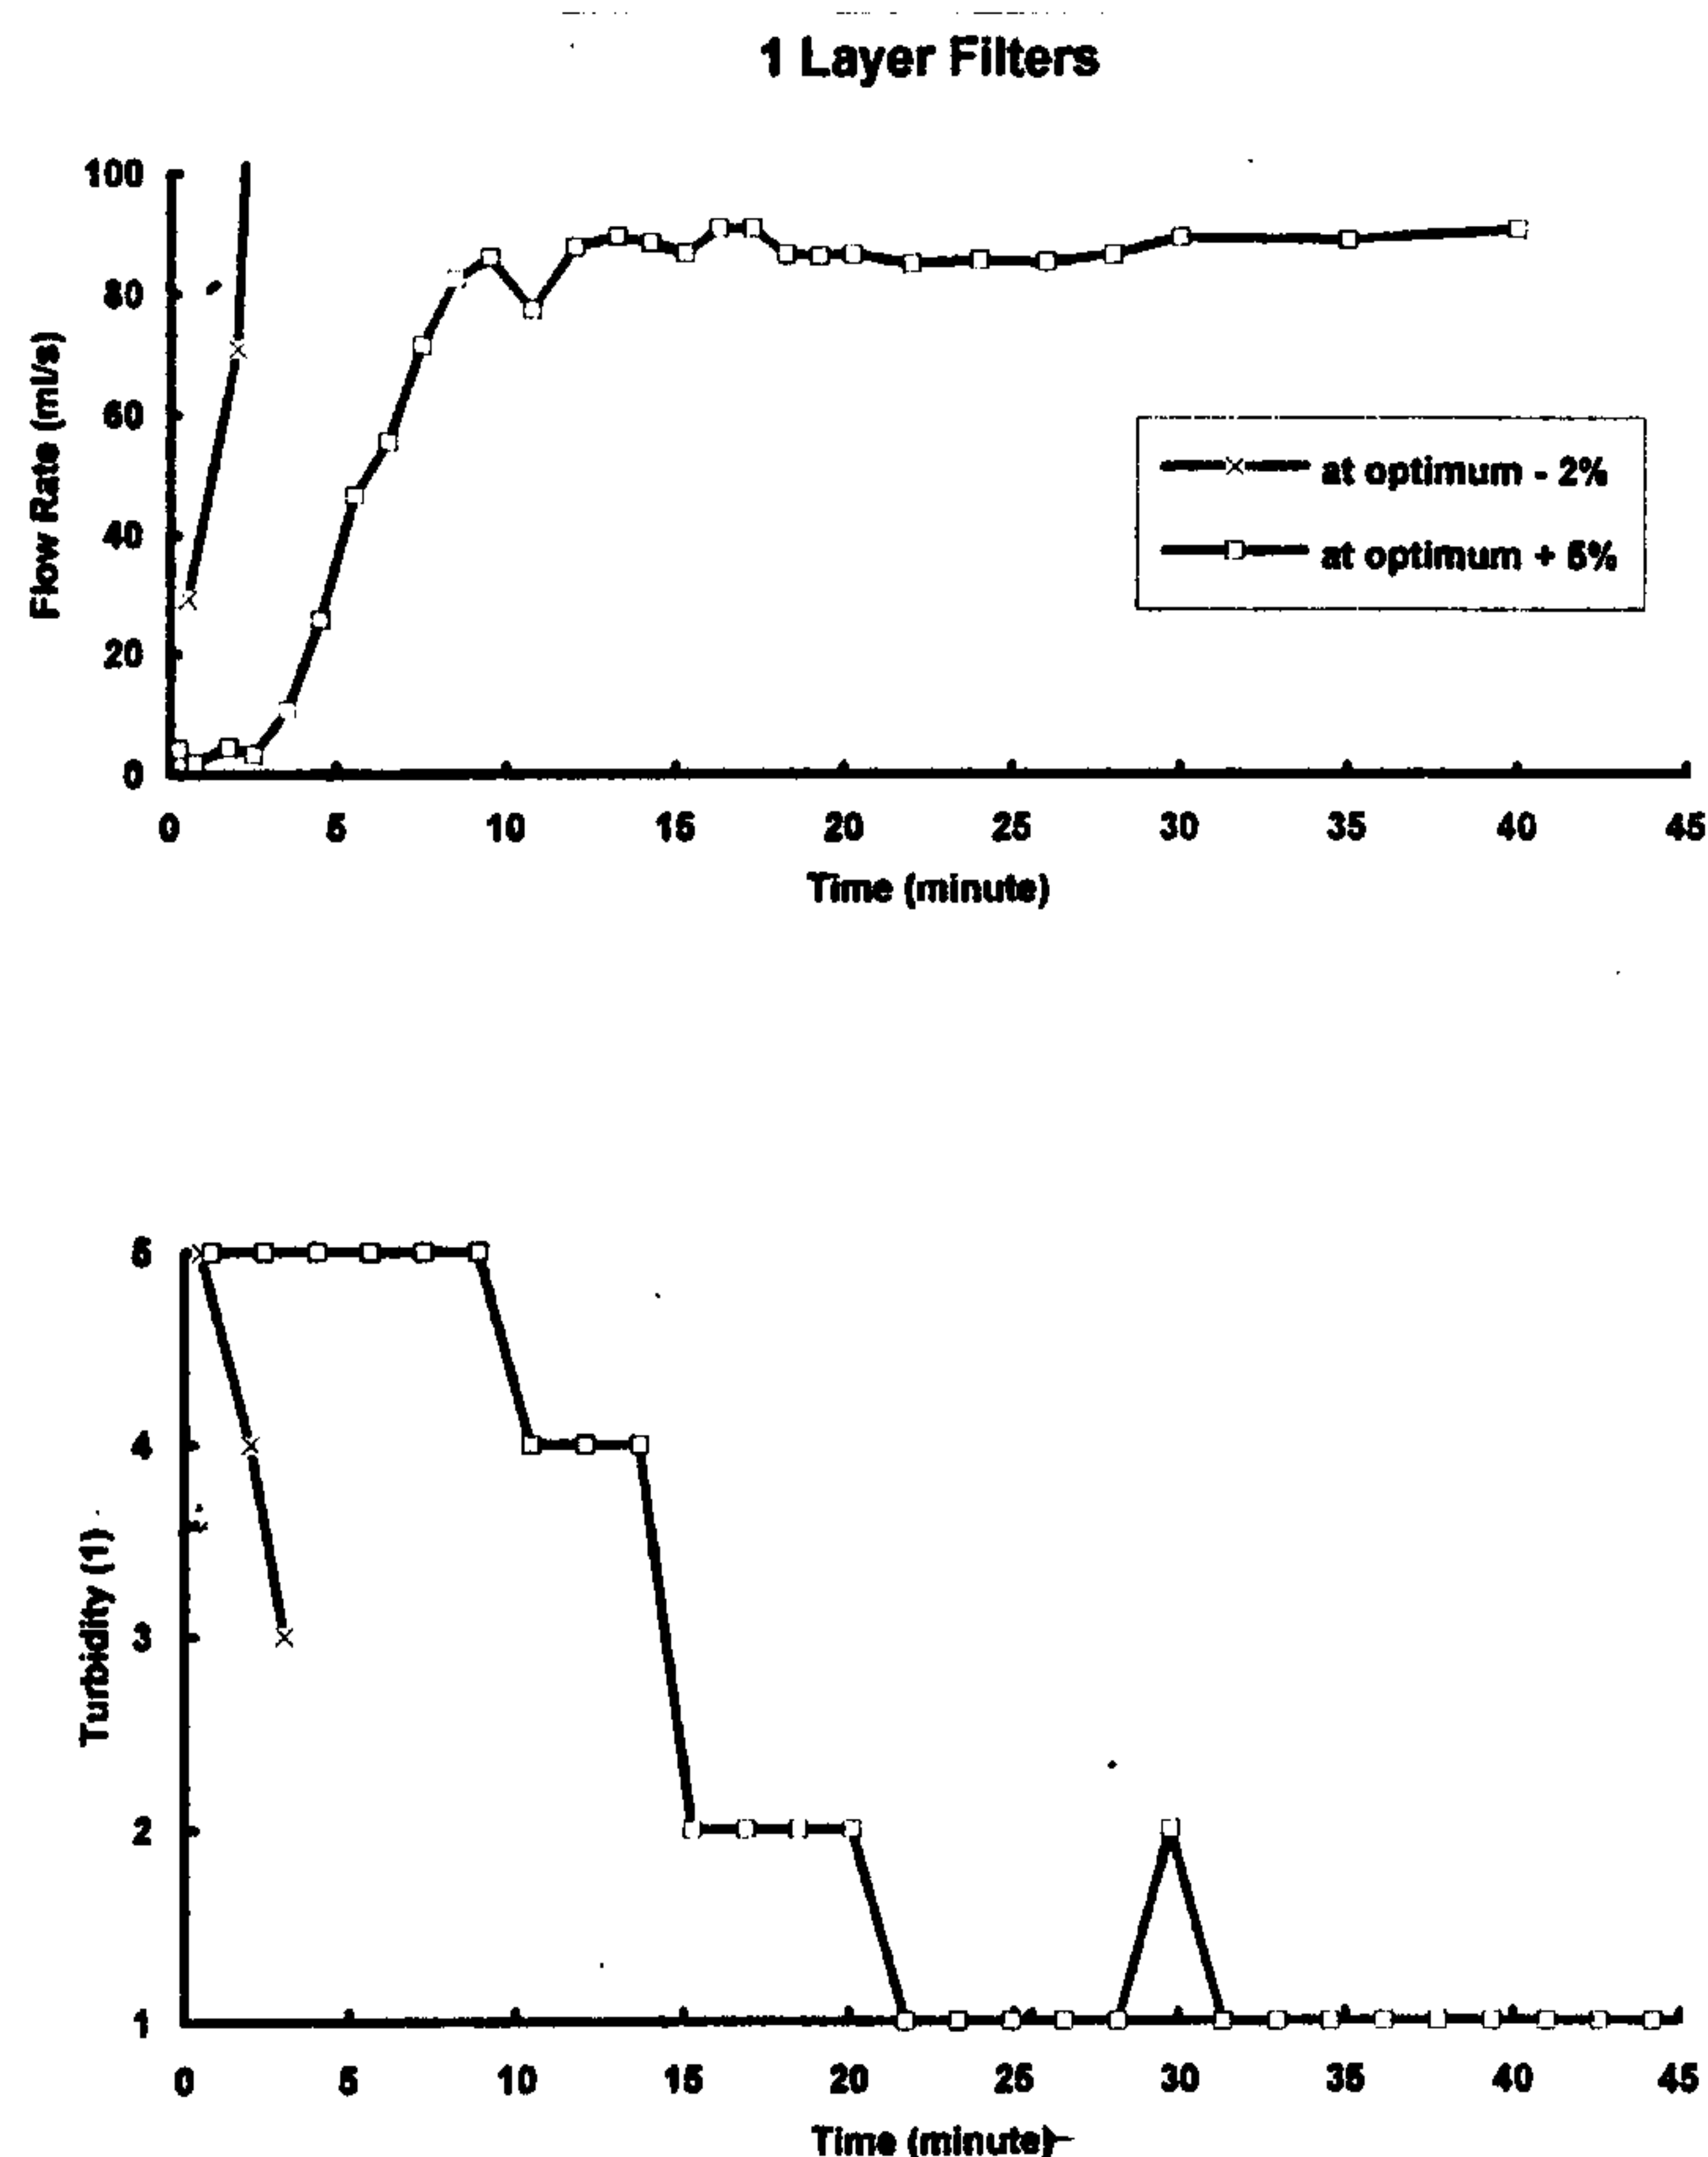 1 Layer Filters
100
80
60
40
20
0
Flow Rate (ml/s)
at optimum - 2%
at optimum + 5%
0 5 10 15 20 25 30 35 40 45
Time (minute)
5
4
3
2
1
Turbidity (1)
0 5 10 15 20 25 30 35 40 45
Time (minute)